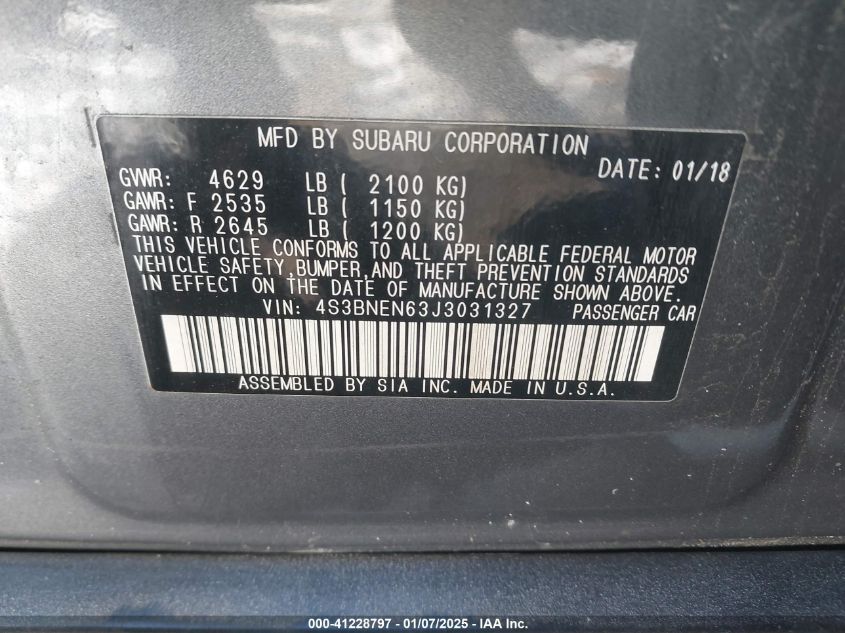 MFD BY SUBARU CORPORATION
DATE: 01/18
GVWR: 4629 LB ( 2100 KG)
GAWR: F 2535 LB ( 1150 KG)
GAWR: R 2645 LB ( 1200 KG)
THIS VEHICLE CONFORMS TO ALL APPLICABLE FEDERAL MOTOR
VEHICLE SAFETY,BUMPER,AND THEFT PREVENTION STANDARDS
IN EFFECT ON THE DATE OF MANUFACTURE SHOWN ABOVE.
VIN: 4S3BNEN63J3031327 PASSENGER CAR
ASSEMBLED BY SIA INC. MADE IN U.S.A.
000-41228797 - 01/07/2025 - IAA Inc.